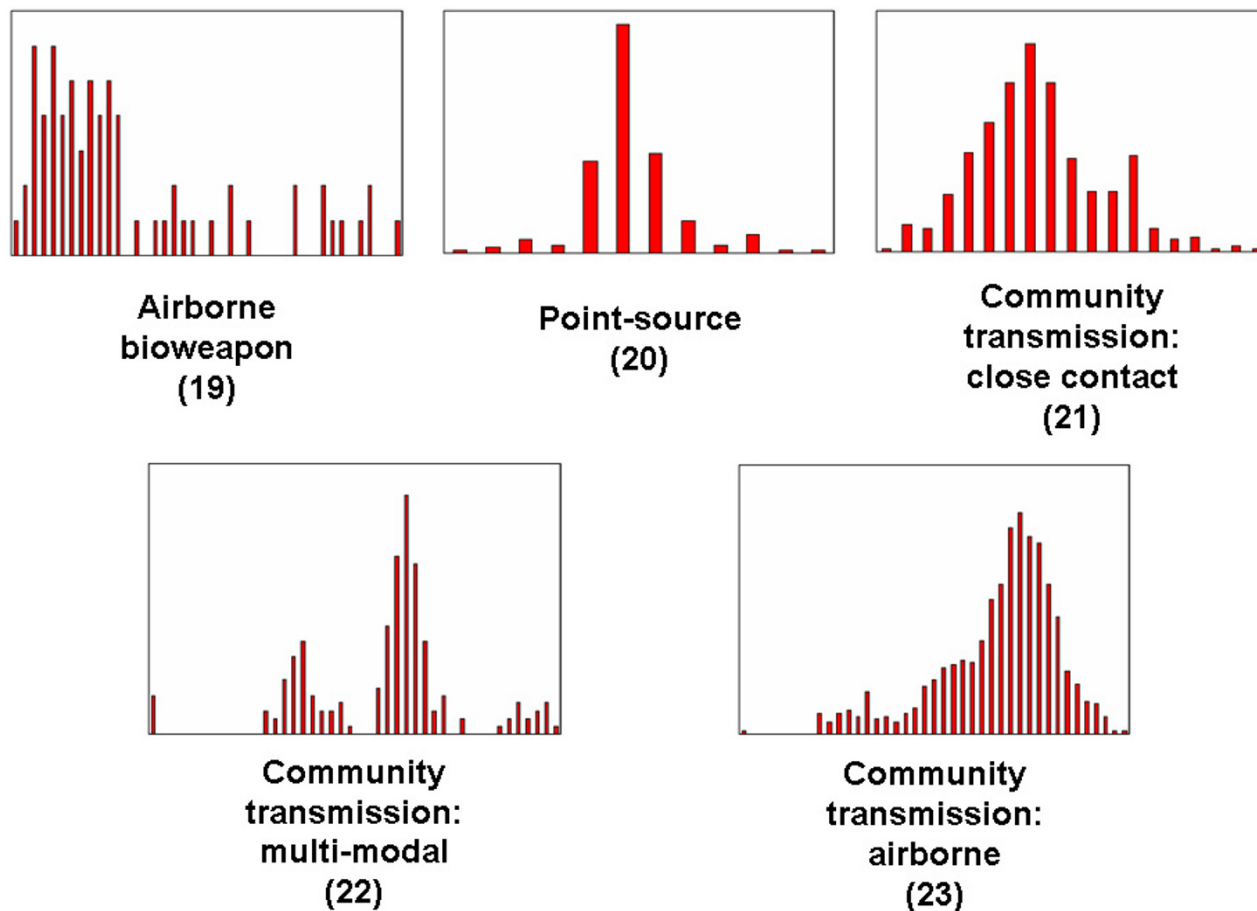 Airborne
bioweapon
(19)
Point-source
(20)
Community
transmission:
close contact
(21)
Community
transmission:
multi-modal
(22)
Community
transmission:
airborne
(23)